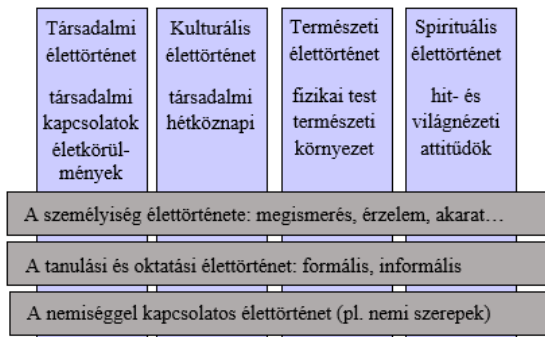 Társadalmi
élettörténet
társadalmi
kapcsolatok
életkörül-
mények
Kulturális
élettörténet
társadalmi
hétköznapi
Természeti
élettörténet
fizikai test
természeti
környezet
Spirituális
élettörténet
hit- és
világnézeti
attitűdök
A személyiség élettörténete: megismerés, érzelem, akarat…
A tanulási és oktatási élettörténet: formális, informális
A nemiséggel kapcsolatos élettörténet (pl. nemi szerepek)